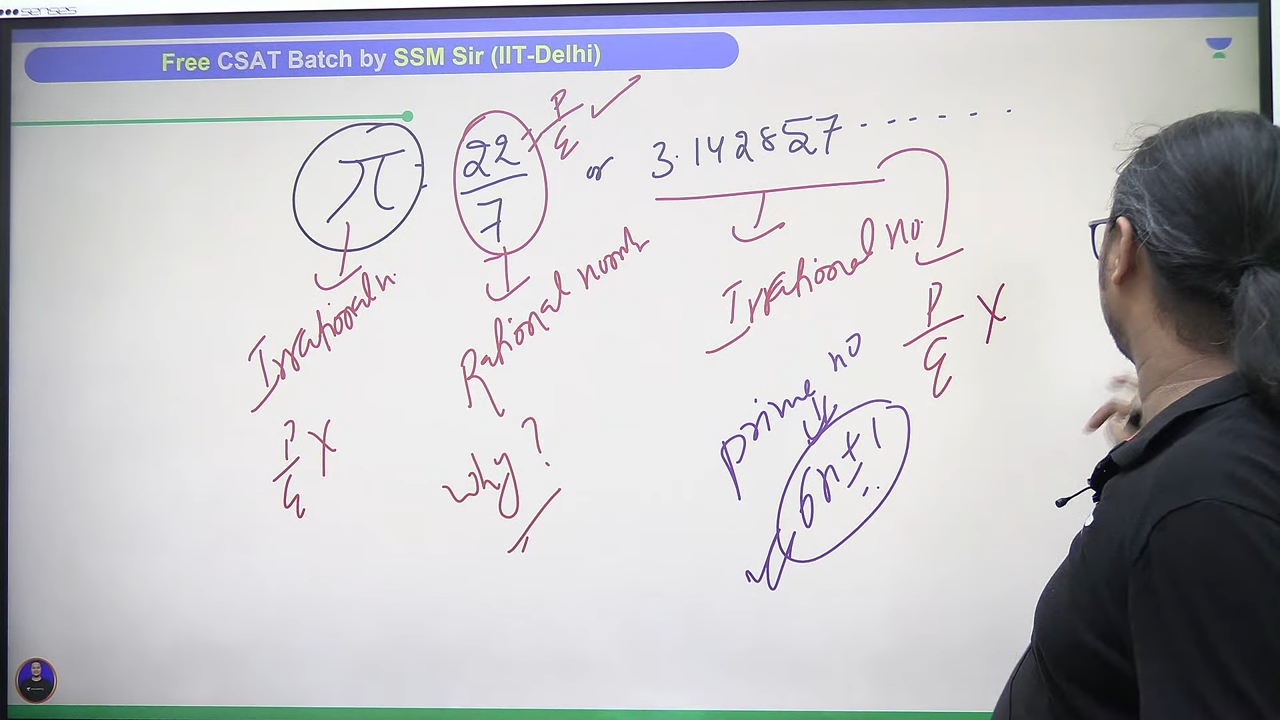 senses
Free CSAT Batch by SSM Sir (IIT-Delhi)
π 22/7 or 3.142857.......
P/q ✓
Irrational n.
Rational numb
Irrational no.
P/q X
P/q X
why?
prime no
6n±1